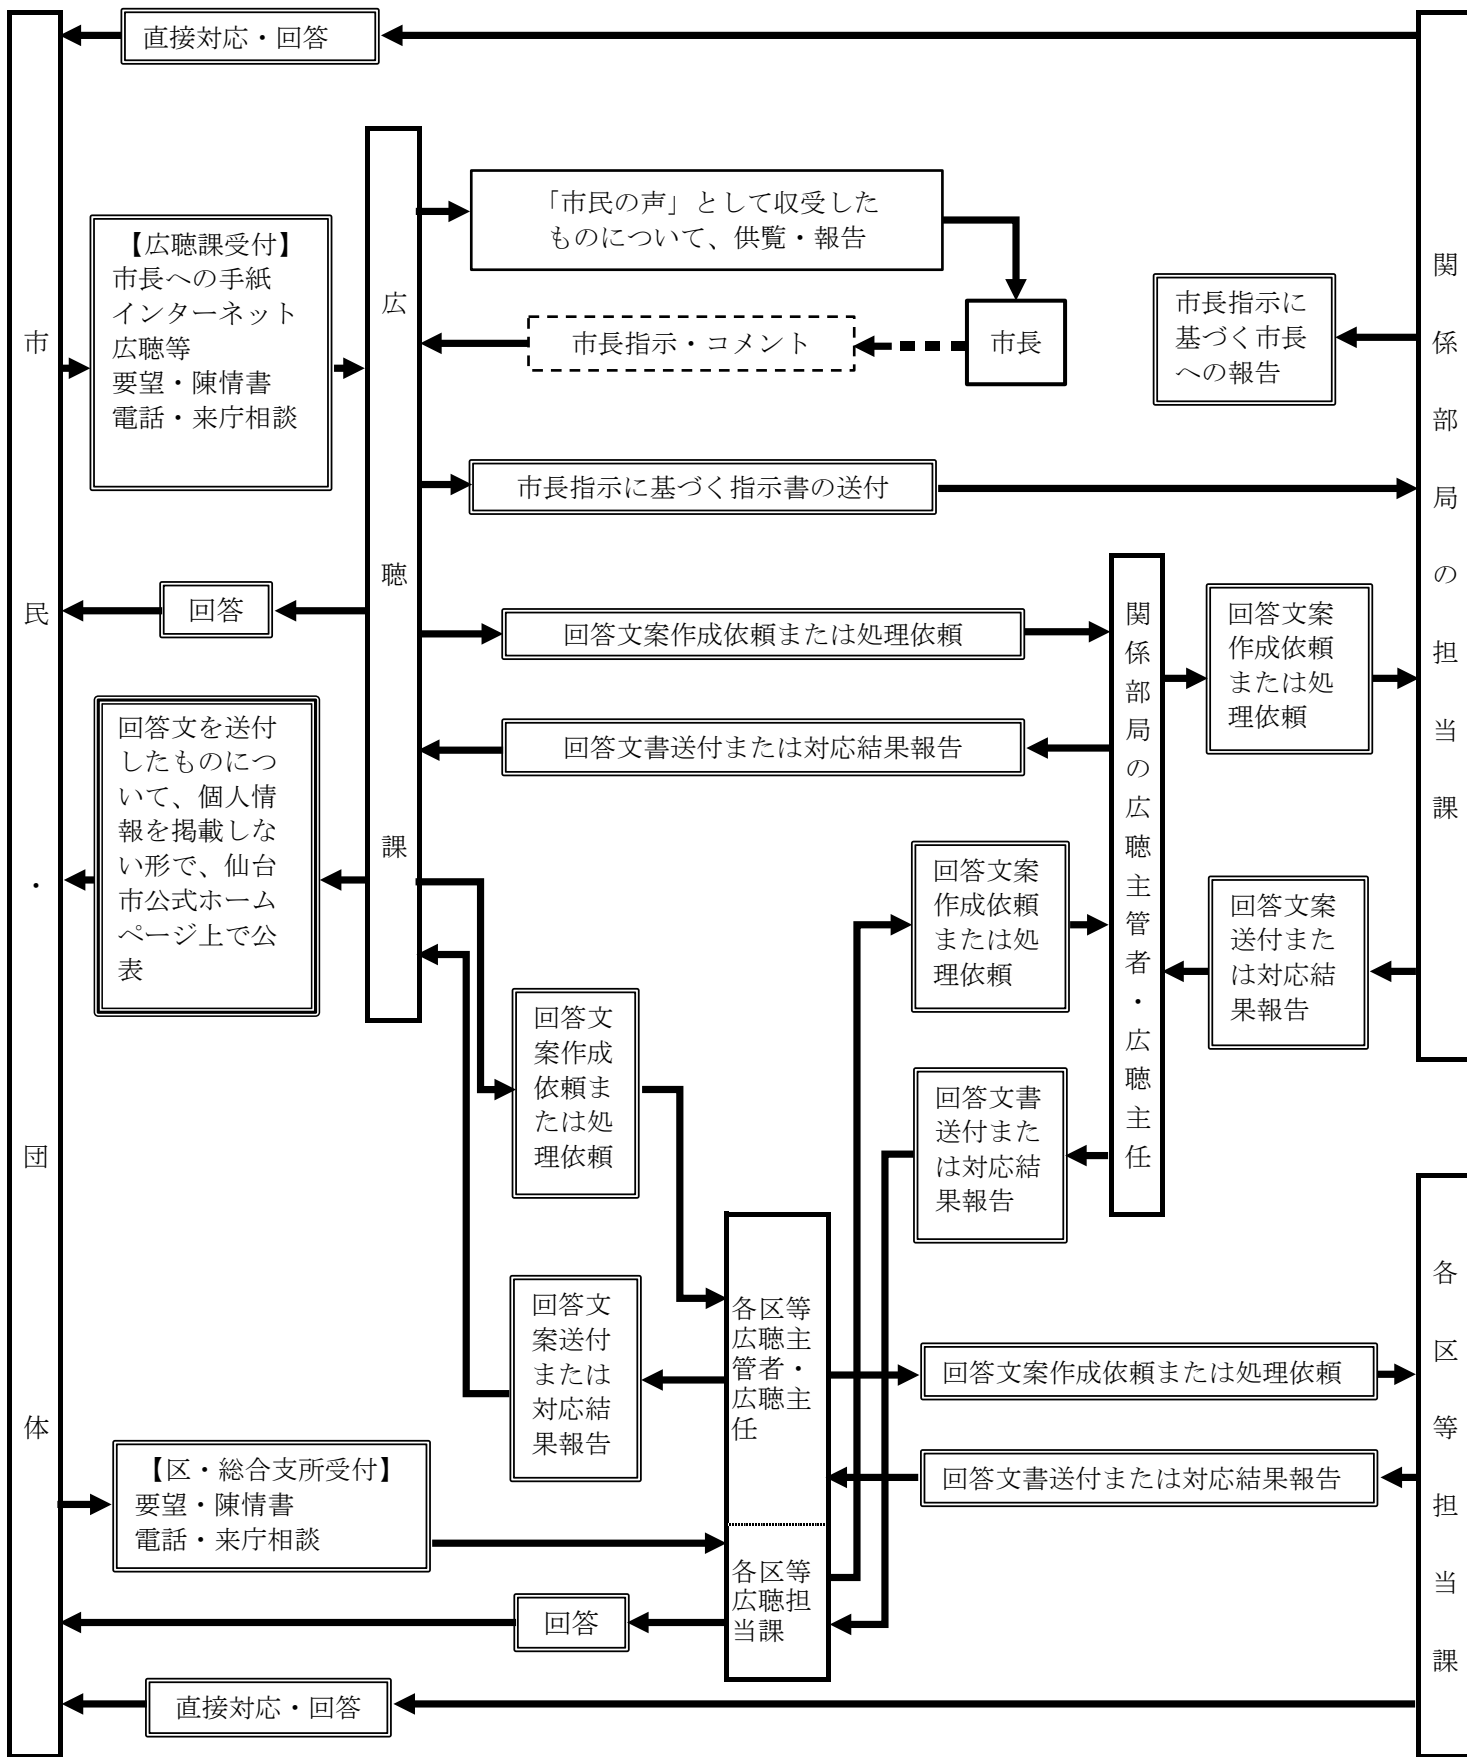 直接対応・回答
市民・団体
【広聴課受付】
市長への手紙
インターネット
広聴等
要望・陳情書
電話・来庁相談
広聴課
「市民の声」として収受した
ものについて、供覧・報告
市長指示・コメント
市長
市長指示に
基づく市長
への報告
関係部局の担当課
市長指示に基づく指示書の送付
回答
回答文案作成依頼または処理依頼
関係部局の広聴主管者・広聴主任
回答文案
作成依頼
または処
理依頼
回答文書送付または対応結果報告
回答文を送付
したものにつ
いて、個人情
報を掲載しな
い形で、仙台
市公式ホーム
ページ上で公
表
回答文案
作成依頼
または処
理依頼
回答文案
送付また
は対応結
果報告
回答文
案作成
依頼ま
たは処
理依頼
回答文書
送付また
は対応結
果報告
各区等担当課
回答文
案送付
または
対応結
果報告
各区等
広聴主
管者・
広聴主
任
回答文案作成依頼または処理依頼
回答文書送付または対応結果報告
【区・総合支所受付】
要望・陳情書
電話・来庁相談
各区等
広聴担
当課
回答
直接対応・回答